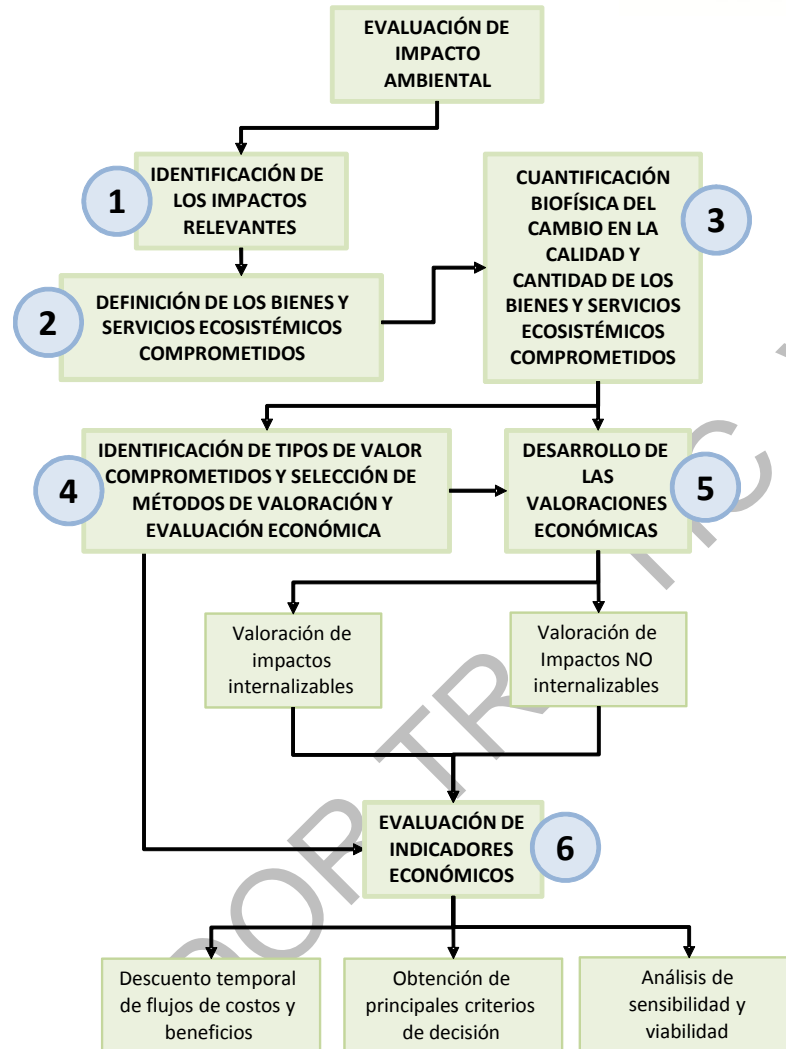 EVALUACIÓN DE
IMPACTO
AMBIENTAL
1
IDENTIFICACIÓN DE
LOS IMPACTOS
RELEVANTES
2
DEFINICIÓN DE LOS BIENES Y
SERVICIOS ECOSISTÉMICOS
COMPROMETIDOS
3
CUANTIFICACIÓN
BIOFÍSICA DEL
CAMBIO EN LA
CALIDAD Y
CANTIDAD DE LOS
BIENES Y SERVICIOS
ECOSISTÉMICOS
COMPROMETIDOS
4
IDENTIFICACIÓN DE TIPOS DE VALOR
COMPROMETIDOS Y SELECCIÓN DE
MÉTODOS DE VALORACIÓN Y
EVALUACIÓN ECONÓMICA
5
DESARROLLO DE
LAS
VALORACIONES
ECONÓMICAS
Valoración de
impactos
internalizables
Valoración de
Impactos NO
internalizables
6
EVALUACIÓN DE
INDICADORES
ECONÓMICOS
Descuento temporal
de flujos de costos y
beneficios
Obtención de
principales criterios
de decisión
Análisis de
sensibilidad y
viabilidad